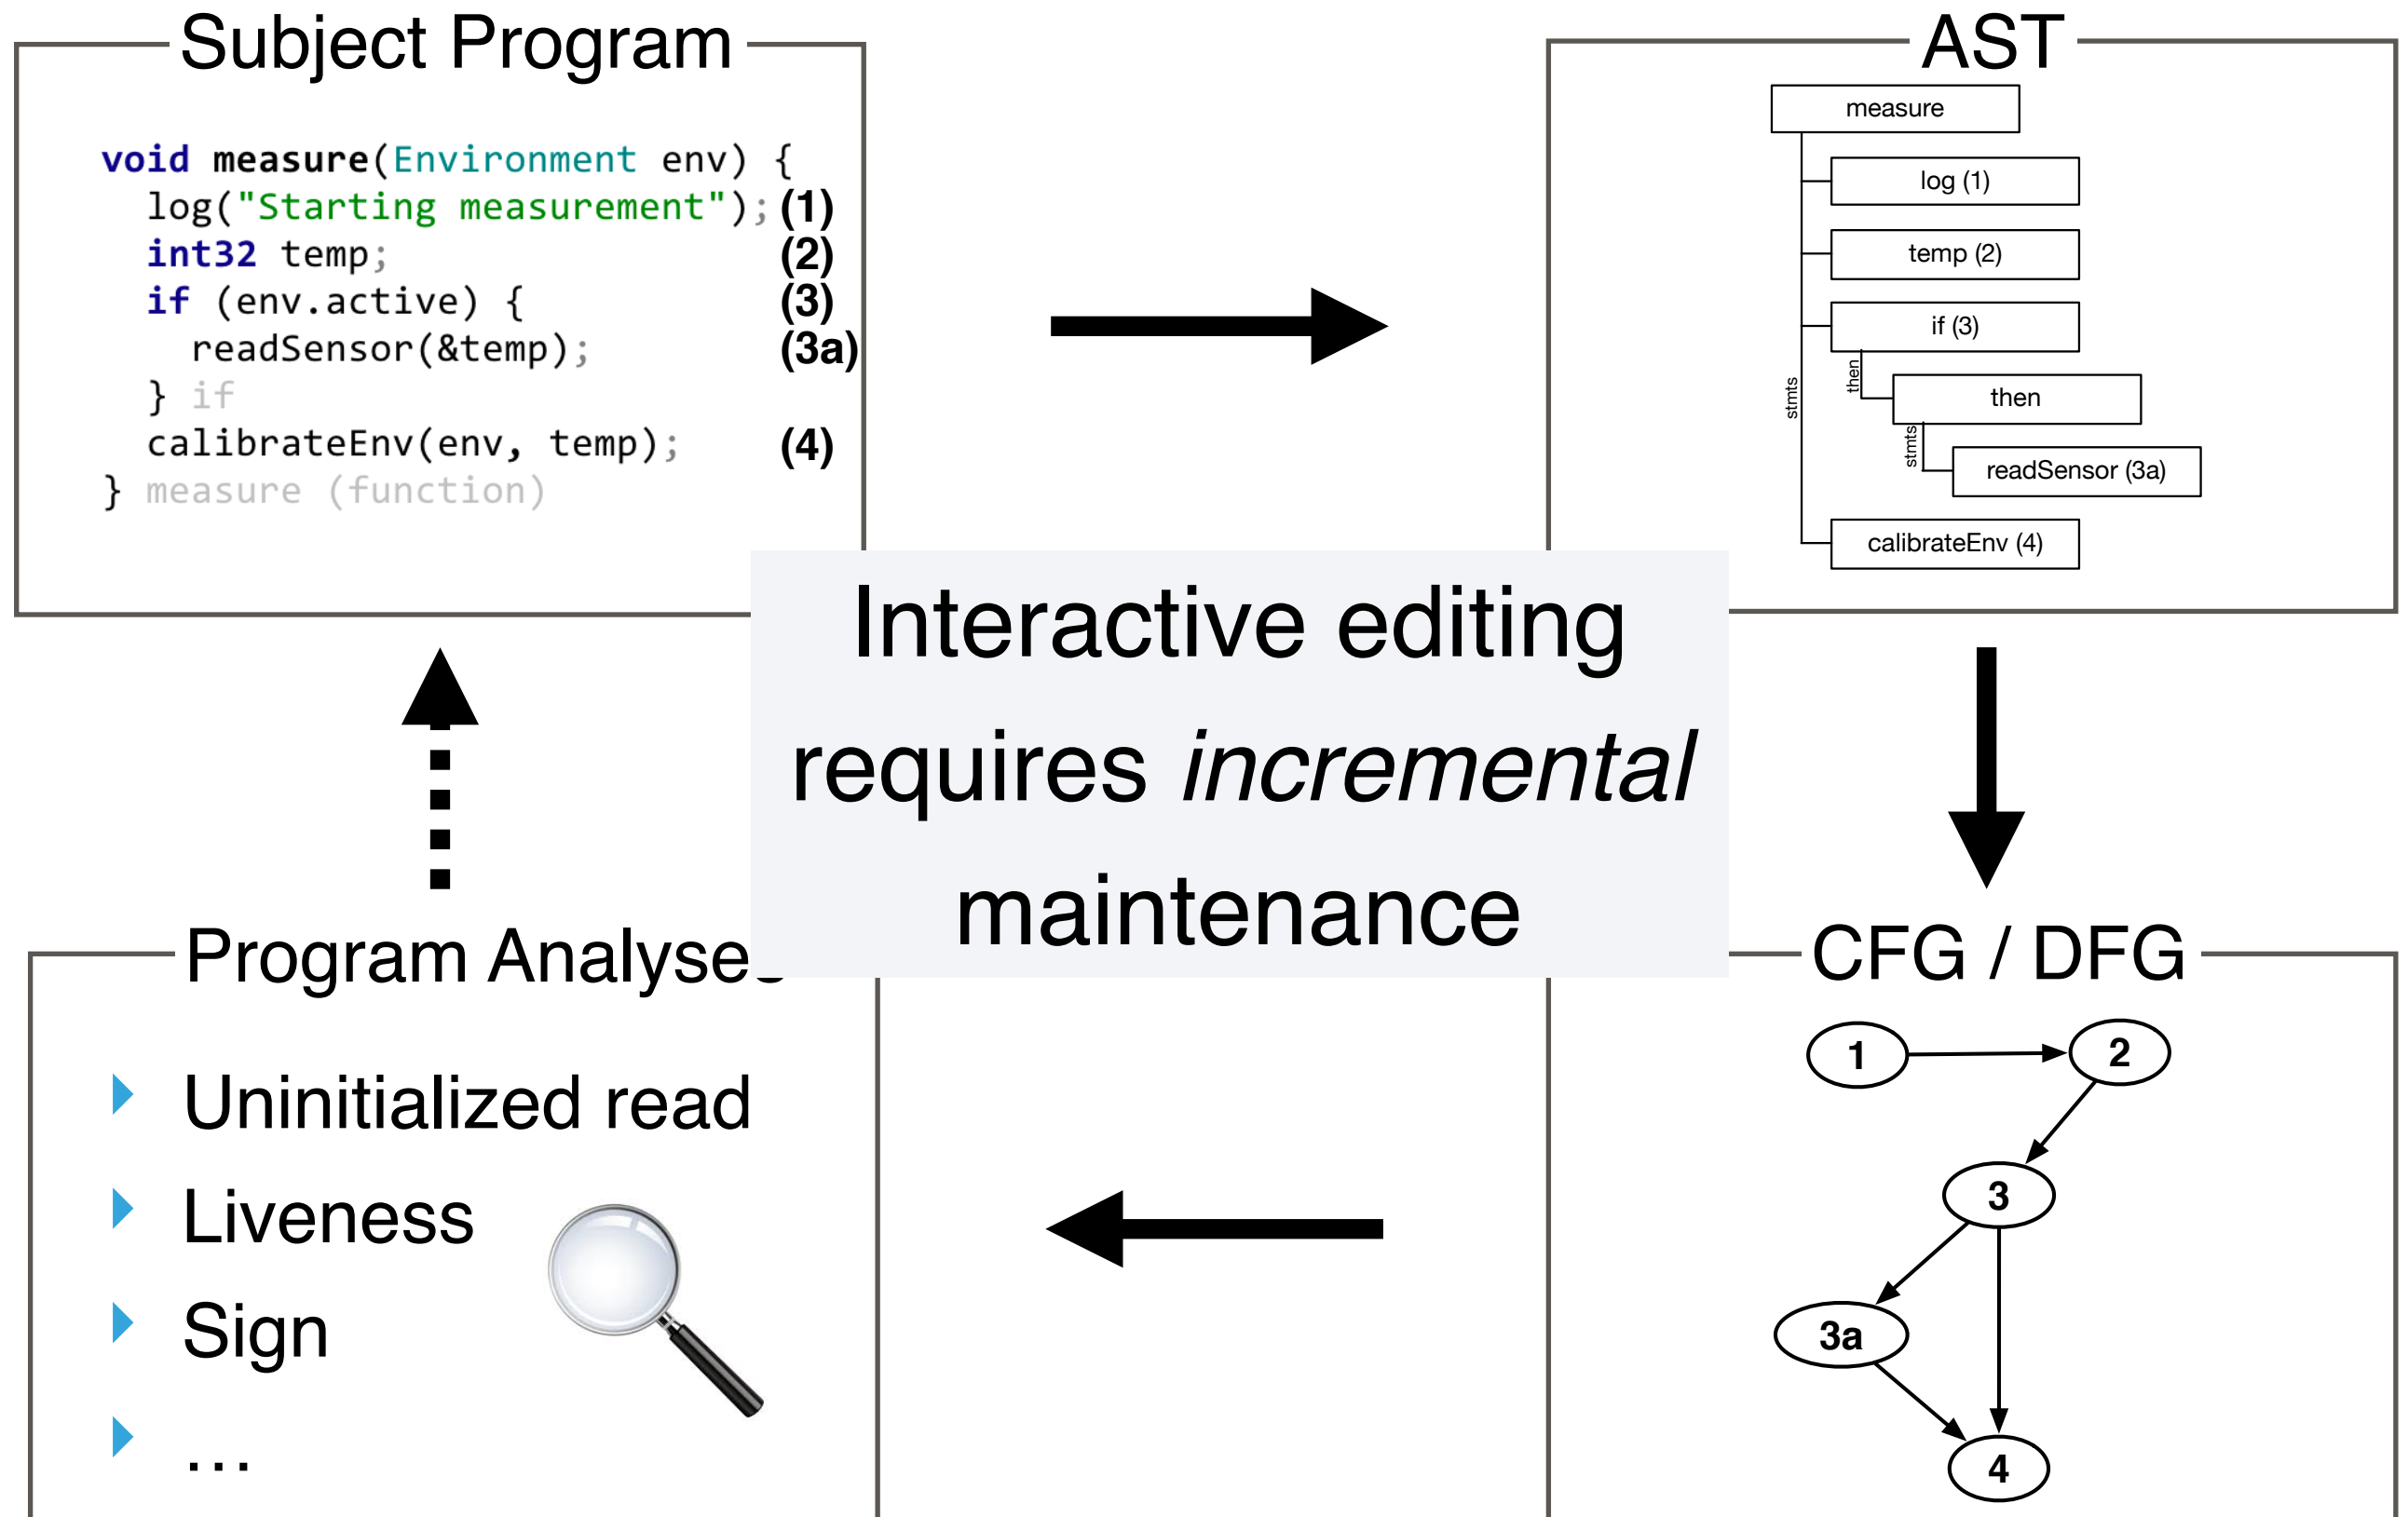 Subject Program
void measure(Environment env) {
log("Starting measurement"); (1)
int32 temp; (2)
if (env.active) { (3)
readSensor(&temp); (3a)
} if
calibrateEnv(env, temp); (4)
} measure (function)
AST
measure
log (1)
temp (2)
if (3)
then
then
stmts
stmts
readSensor (3a)
calibrateEnv (4)
Interactive editing
requires incremental
maintenance
Program Analyses
Uninitialized read
Liveness
Sign
...
CFG / DFG
1
2
3
3a
4